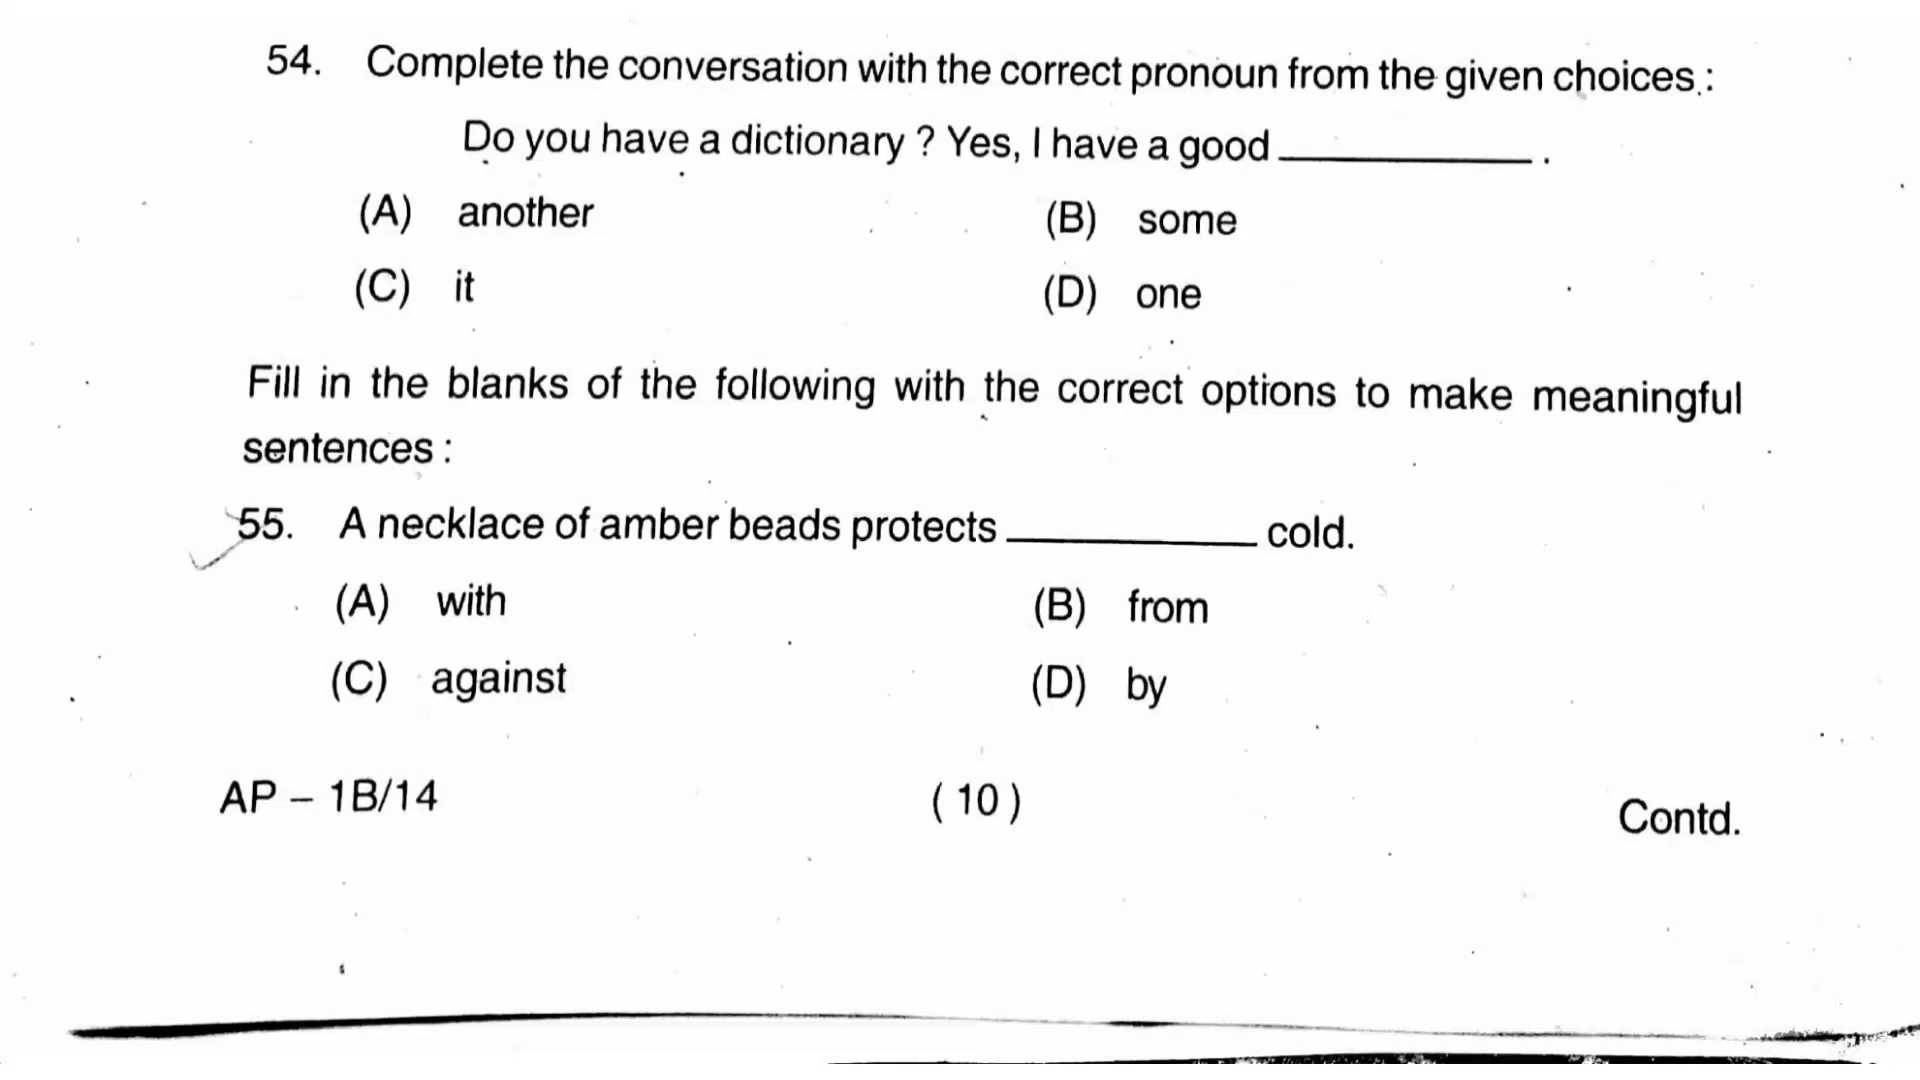 54. Complete the conversation with the correct pronoun from the given choices :
Do you have a dictionary ? Yes, I have a good __________ .
(A) another (B) some
(C) it (D) one
Fill in the blanks of the following with the correct options to make meaningful
sentences :
55. A necklace of amber beads protects __________ cold.
(A) with (B) from
(C) against (D) by
AP – 1B/14 ( 10 ) Contd.